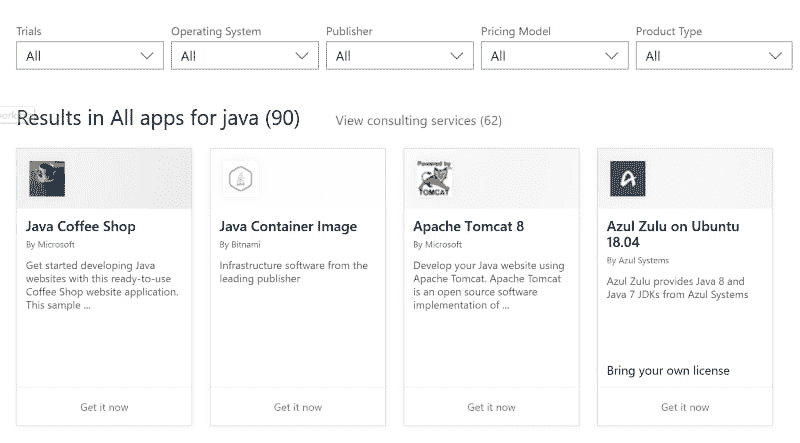 Trials Operating System Publisher Pricing Model Product Type
All All All All All
Results in All apps for java (90) View consulting services (62)
Powered by
TOMCAT
Java Coffee Shop
By Microsoft
Get started developing Java
websites with this ready-to-use
Coffee Shop website application.
This sample ...
Get it now
Java Container Image
By Bitnami
Infrastructure software from the
leading publisher
Get it now
Apache Tomcat 8
By Microsoft
Develop your Java website using
Apache Tomcat. Apache Tomcat
is an open source software
implementation of ...
Get it now
Azul Zulu on Ubuntu
18.04
By Azul Systems
Azul Zulu provides Java 8 and
Java 7 JDKs from Azul Systems
Bring your own license
Get it now